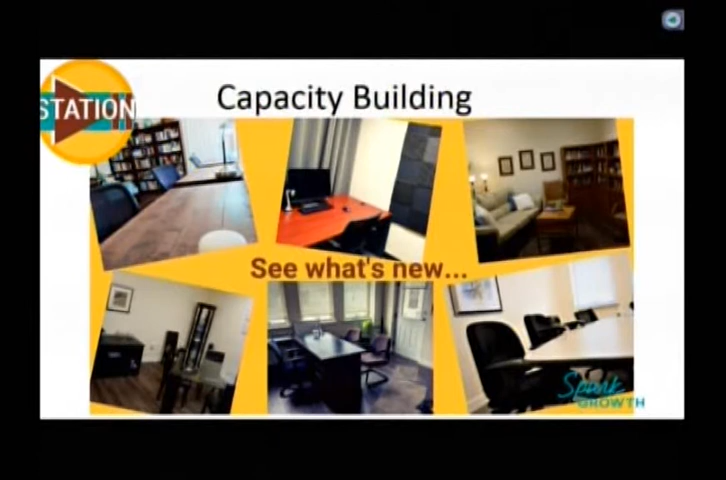 Capacity Building
STATION
See what's new...
Spark
GROWTH